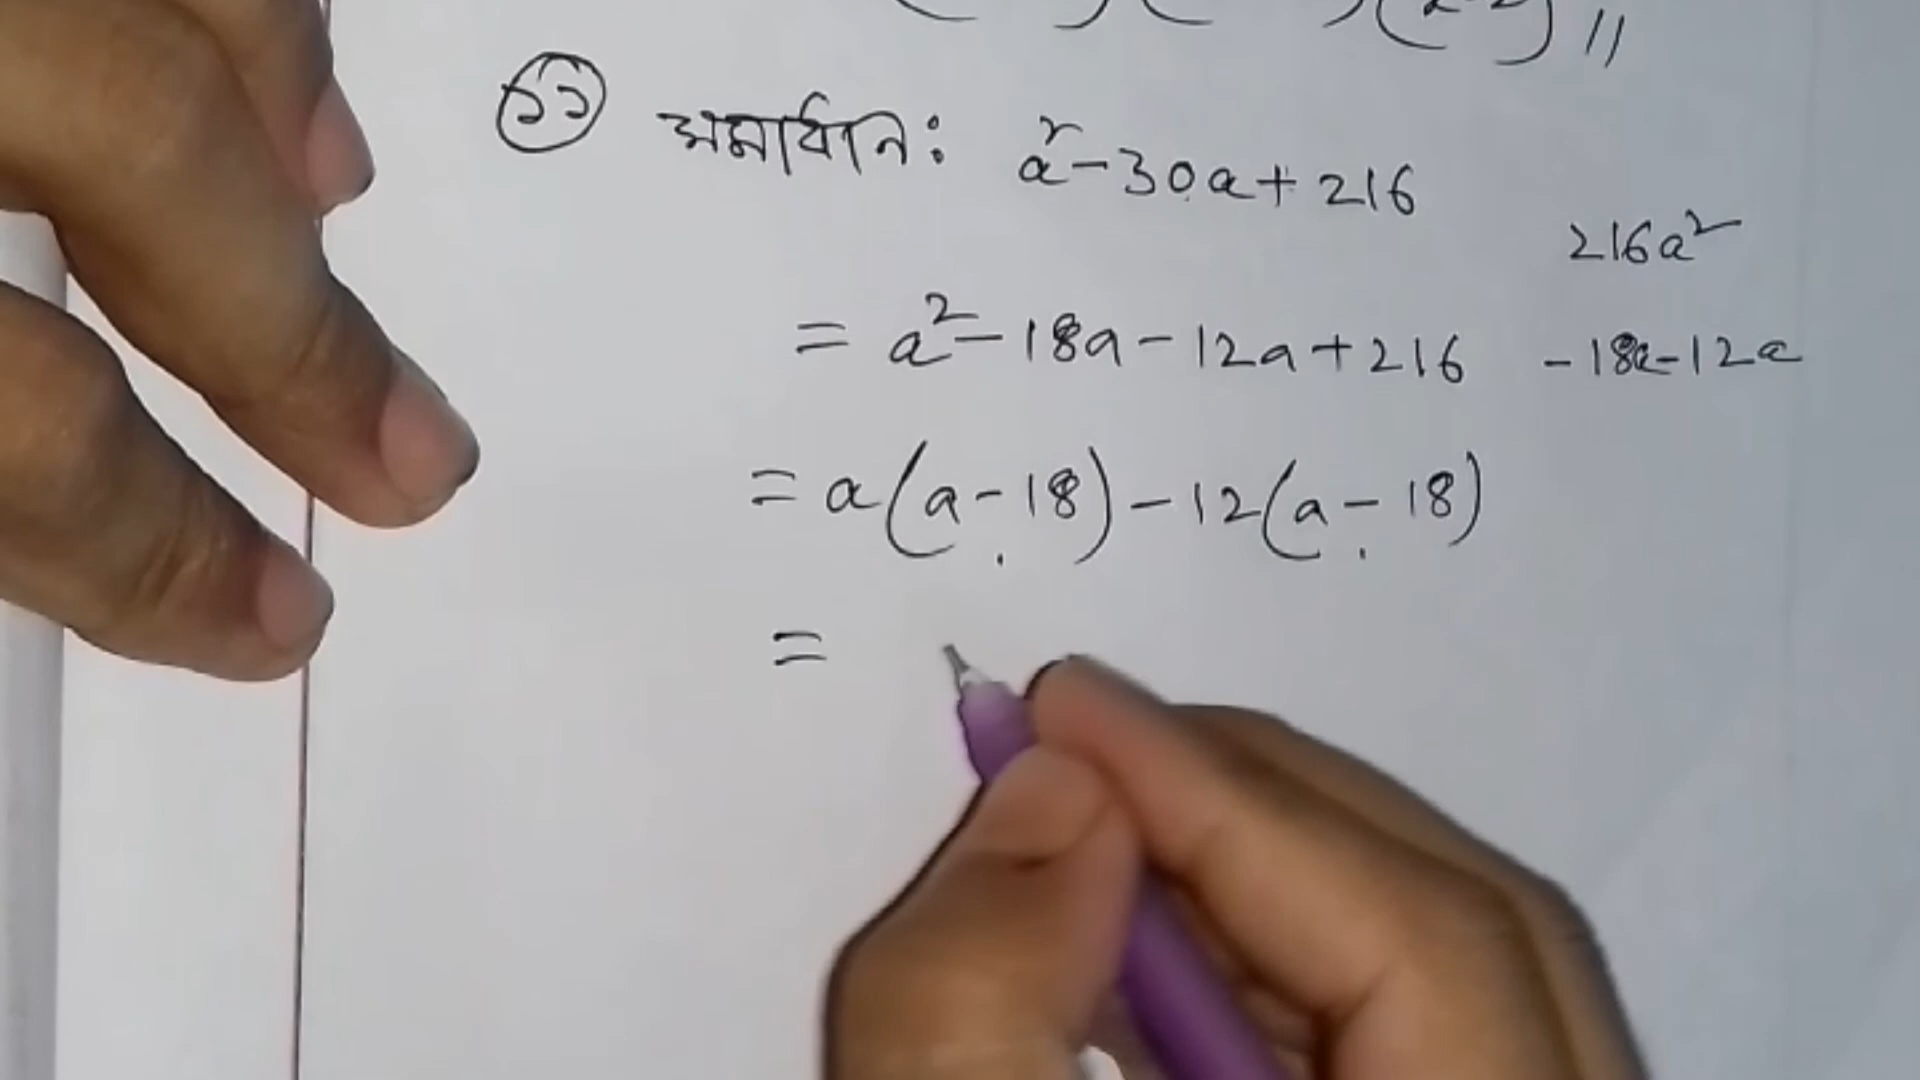 ১১ সমাধান: a² - 30a + 216
216a²
= a² - 18a - 12a + 216
- 18a - 12a
= a(a - 18) - 12(a - 18)
=